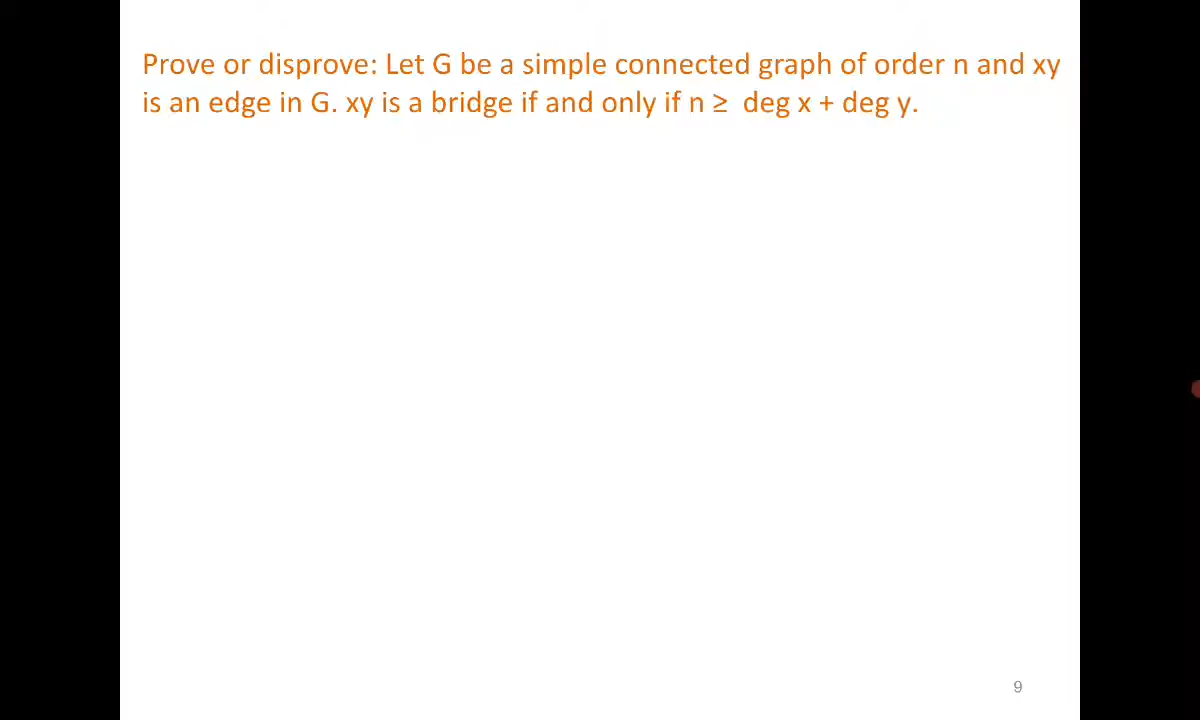 Prove or disprove: Let G be a simple connected graph of order n and xy
is an edge in G. xy is a bridge if and only if n ≥ deg x + deg y.
9